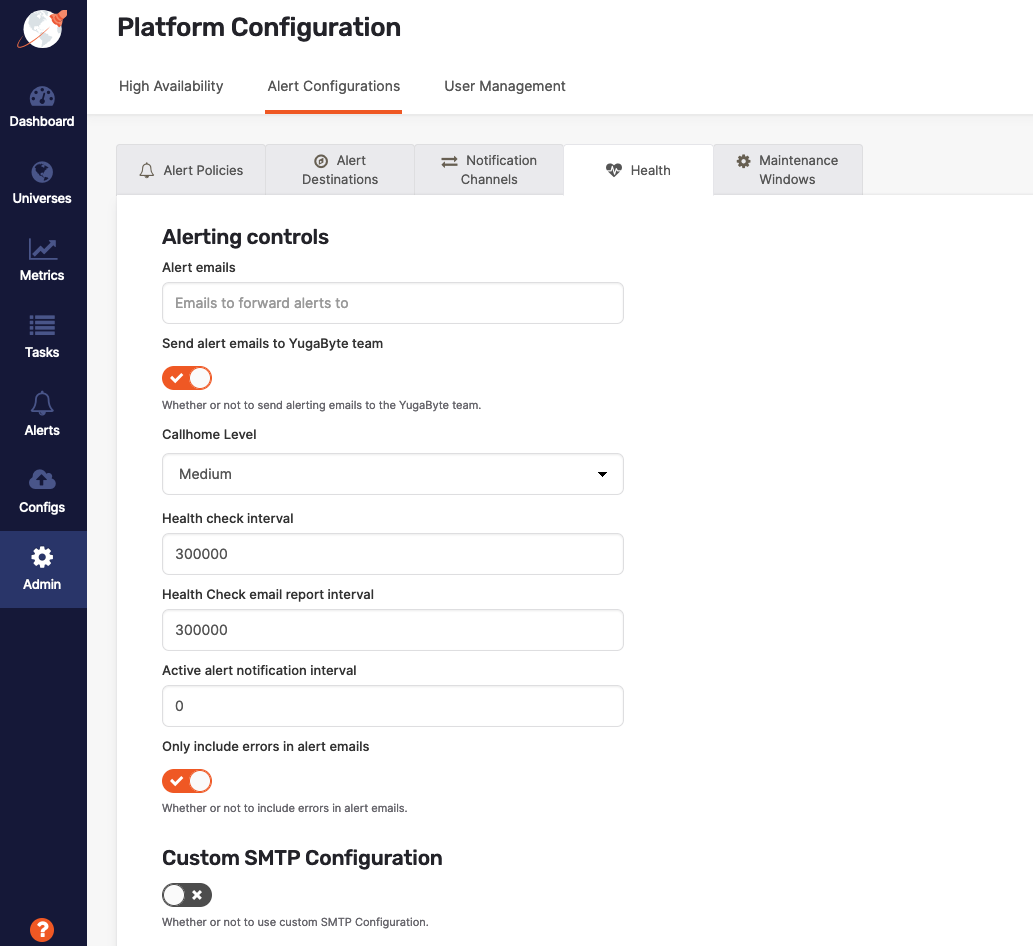 Platform Configuration
High Availability
Alert Configurations
User Management
Dashboard
Universes
Metrics
Tasks
Alerts
Configs
Admin
?
Alert Policies
Alert
Destinations
Notification
Channels
Health
Maintenance
Windows
Alerting controls
Alert emails
Emails to forward alerts to
Send alert emails to YugaByte team
Whether or not to send alerting emails to the YugaByte team.
Callhome Level
Medium
Health check interval
300000
Health Check email report interval
300000
Active alert notification interval
0
Only include errors in alert emails
Whether or not to include errors in alert emails.
Custom SMTP Configuration
Whether or not to use custom SMTP Configuration.